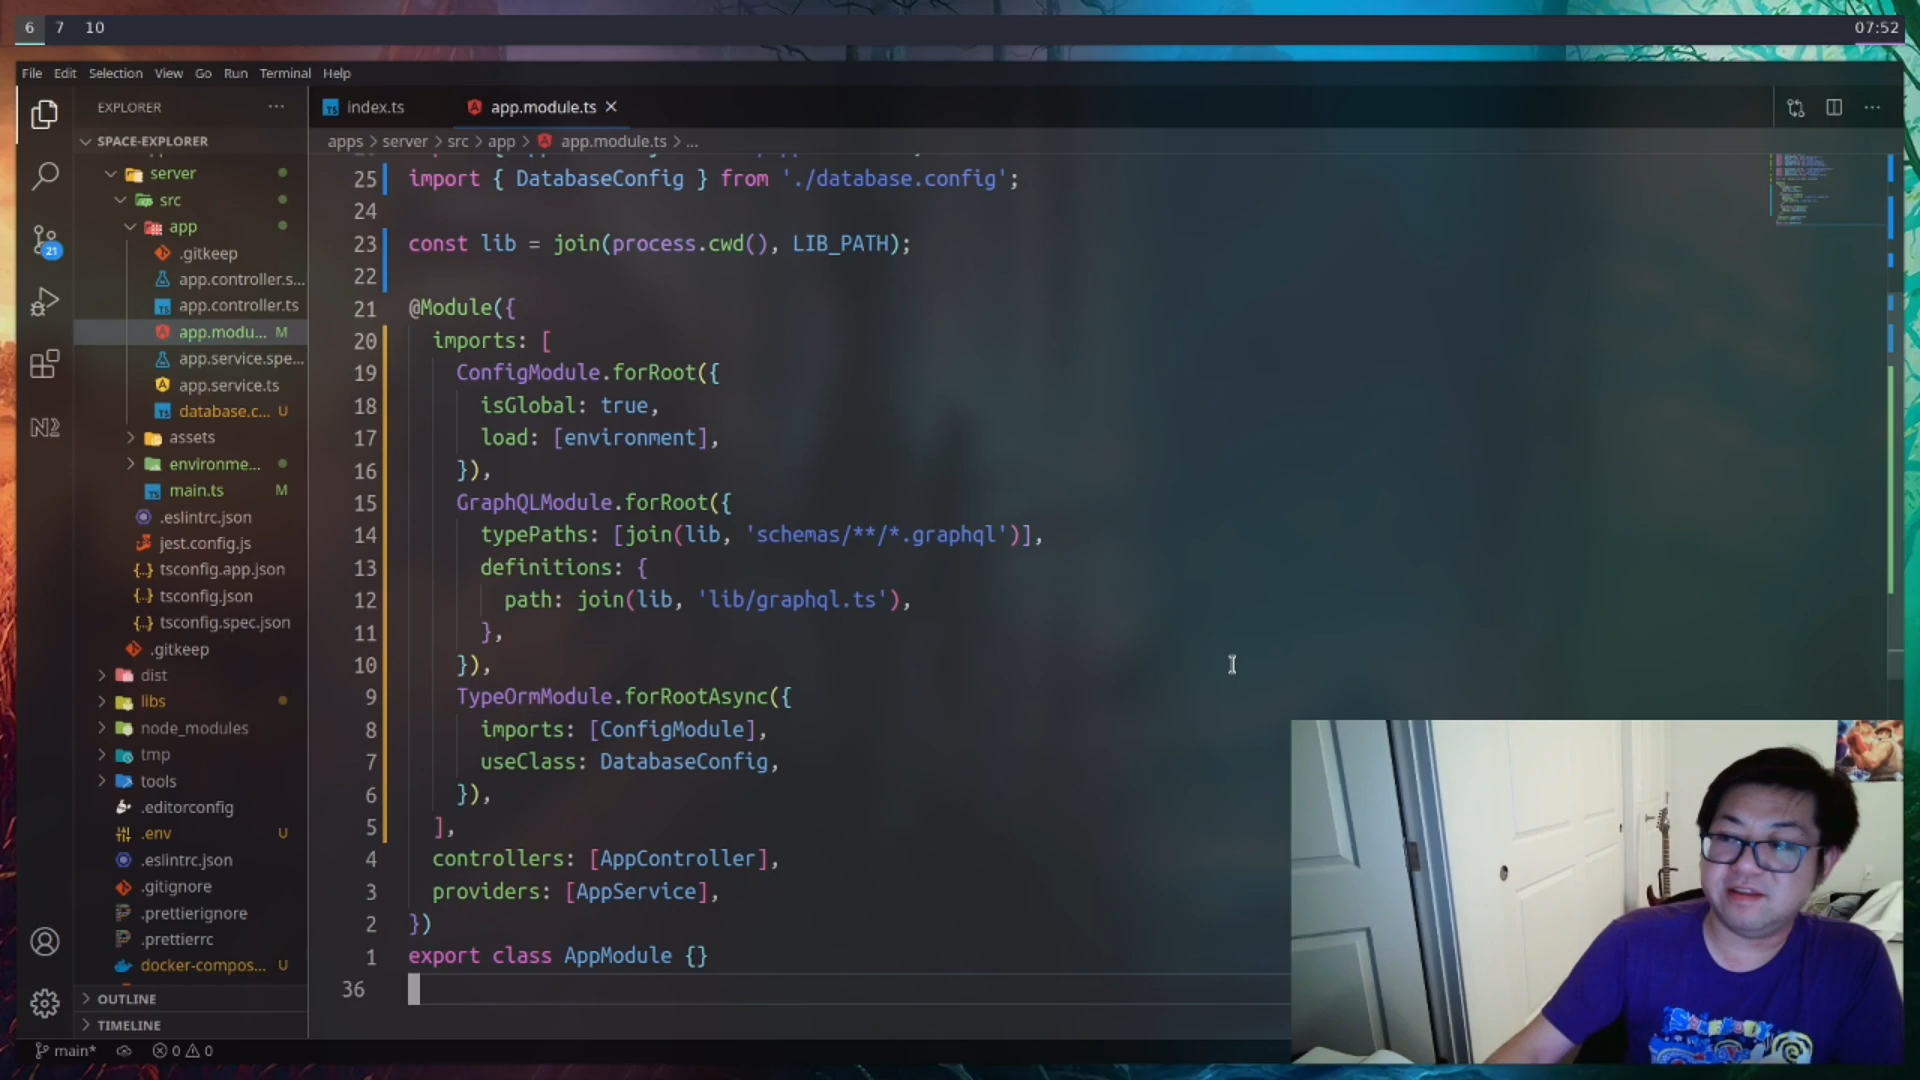 6 7 10
07:52
File Edit Selection View Go Run Terminal Help
EXPLORER
index.ts
app.module.ts
SPACE-EXPLORER
apps > server > src > app > app.module.ts > ...
server
src
app
.gitkeep
app.controller.s...
app.controller.ts
app.modu... M
app.service.spe...
app.service.ts
database.c... U
assets
environme...
main.ts M
.eslintrc.json
jest.config.js
tsconfig.app.json
tsconfig.json
tsconfig.spec.json
.gitkeep
dist
libs
node_modules
tmp
tools
.editorconfig
.env U
.eslintrc.json
.gitignore
.prettierignore
.prettierrc
docker-compos... U
OUTLINE
TIMELINE
21
25 import { DatabaseConfig } from './database.config';
24
23 const lib = join(process.cwd(), LIB_PATH);
22
21 @Module({
20 imports: [
19 ConfigModule.forRoot({
18 isGlobal: true,
17 load: [environment],
16 }),
15 GraphQLModule.forRoot({
14 typePaths: [join(lib, 'schemas/**/*.graphql')],
13 definitions: {
12 path: join(lib, 'lib/graphql.ts'),
11 },
10 }),
9 TypeOrmModule.forRootAsync({
8 imports: [ConfigModule],
7 useClass: DatabaseConfig,
6 }),
5 ],
4 controllers: [AppController],
3 providers: [AppService],
2 })
1 export class AppModule {}
36
main* 0 0